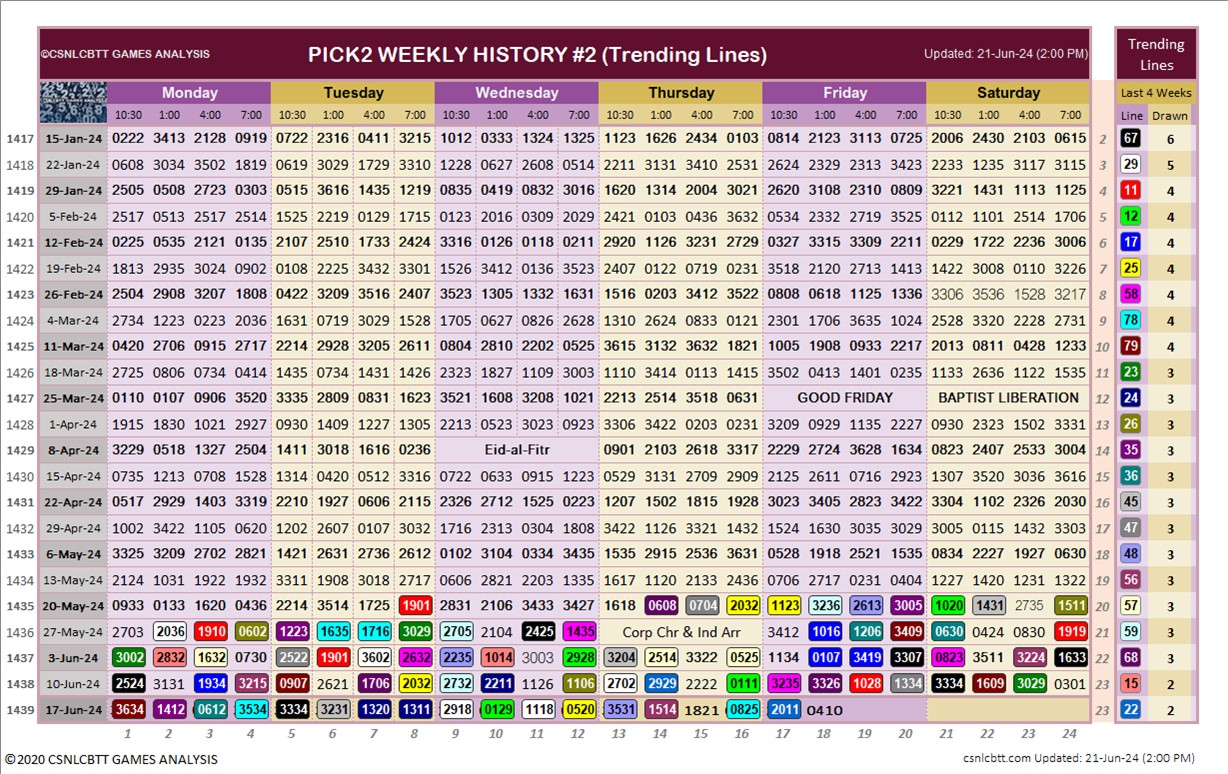 ©CSNLCBTT GAMES ANALYSIS PICK2 WEEKLY HISTORY #2 (Trending Lines) Updated: 21-Jun-24 (2:00 PM) Trending Lines
Monday Tuesday Wednesday Thursday Friday Saturday Last 4 Weeks
10:30 1:00 4:00 7:00 10:30 1:00 4:00 7:00 10:30 1:00 4:00 7:00 10:30 1:00 4:00 7:00 10:30 1:00 4:00 7:00 10:30 1:00 4:00 7:00 Line Drawn
1417 15-Jan-24 0222 3413 2128 0919 0722 2316 0411 3215 1012 0333 1324 1325 1123 1626 2434 0103 0814 2123 3113 0725 2006 2430 2103 0615 2 67 6
1418 22-Jan-24 0608 3034 3502 1819 0619 3029 1729 3310 1228 0627 2608 0514 2211 3131 3410 2531 2624 2329 2113 3423 2233 1235 3117 3115 3 29 5
1419 29-Jan-24 2505 0508 2723 0303 0515 3616 1435 1219 0835 0419 0832 3016 1620 1314 2004 3021 2620 3108 2310 0809 3221 1431 1113 1125 4 11 4
1420 5-Feb-24 2517 0513 2517 2514 1525 2219 0129 1715 0123 2016 0309 2029 2421 0103 0436 3632 0534 2332 2719 3525 0112 1101 2514 1706 5 12 4
1421 12-Feb-24 0225 0535 2121 0135 2107 2510 1733 2424 3316 0126 0118 0211 2920 1126 3231 2729 0327 3315 3309 2211 0229 1722 2236 3006 6 17 4
1422 19-Feb-24 1813 2935 3024 0902 0108 2225 3432 3301 1526 3412 0136 3523 2407 0122 0719 0231 3518 2120 2713 1413 1422 3008 0110 3226 7 25 4
1423 26-Feb-24 2504 2908 3207 1808 0422 3209 3516 2407 3523 1305 1332 1631 1516 0203 3412 3522 0808 0618 1125 1336 3306 3536 1528 3217 8 58 4
1424 4-Mar-24 2734 1223 0223 2036 1631 0719 3029 1523 1705 0627 0826 2628 1310 2624 0833 0121 2301 1706 3635 1024 2528 3320 2228 2731 9 78 4
1425 11-Mar-24 0420 2706 0915 2717 2214 2928 3205 2611 0804 2810 2202 0525 3615 3132 3632 1821 1005 1908 0933 2217 2013 0811 0428 1233 10 79 4
1426 18-Mar-24 2725 0806 0734 0414 1435 0734 1431 1426 2323 1827 1109 3003 1110 3414 0113 1415 3502 0413 1401 0235 1133 2636 1122 1535 11 23 3
1427 25-Mar-24 0110 0107 0906 3520 3335 2809 0831 1623 3521 1608 3208 1021 2213 2514 3518 0631 GOOD FRIDAY BAPTIST LIBERATION 12 24 3
1428 1-Apr-24 1915 1830 1021 2927 0930 1409 1227 1305 2213 0523 3023 0923 3306 3422 0203 0231 3209 0929 1135 2227 0930 2323 1502 3331 13 26 3
1429 8-Apr-24 3229 0518 1327 2504 1411 3018 1616 0236 Eid-al-Fitr 0901 2103 2618 3317 2229 2724 3628 1634 0823 2407 2533 3004 14 35 3
1430 15-Apr-24 0735 1213 0708 1528 1314 0420 0512 3313 0722 0633 0915 1223 0529 3131 2709 2909 2125 2611 0716 2923 1307 3520 3036 3616 15 36 3
1431 22-Apr-24 0517 2929 1403 3319 2210 1927 0606 2115 2326 2712 1525 0223 1207 1502 1815 1928 3023 3405 2223 3422 3304 1102 2326 2030 16 45 3
1432 29-Apr-24 1002 3422 1105 0620 1202 2607 0107 3032 1716 2313 0304 1808 3422 1126 3321 1432 1524 1630 3035 3029 3005 0115 1432 3303 17 47 3
1433 6-May-24 3325 3209 2702 2821 1421 2631 2736 2612 0102 3104 0334 3435 1535 2915 2536 3631 0528 1918 2521 1535 0834 2227 1927 0630 18 48 3
1434 13-May-24 2124 1031 1922 1932 3311 1908 3018 2717 0606 2821 2203 1335 1617 1120 2133 2436 0706 2717 0231 0404 1227 1420 1231 1322 19 56 3
1435 20-May-24 0933 0133 1620 0436 2214 3514 1725 1901 2831 2106 3433 3427 1618 0608 0704 2032 1123 3236 2613 3005 1020 1431 2735 1511 20 57 3
1436 27-May-24 2703 2036 1910 0602 1223 1635 1716 3029 2705 2104 2425 1435 Corp Chr & Ind Arr 3412 1016 1206 3409 0630 0424 0830 1919 21 59 3
1437 3-Jun-24 3002 2832 1632 0730 2522 1901 3602 2632 2235 1014 3003 2928 3204 2514 3322 0525 1134 0107 3419 3307 0823 3511 3224 1633 22 68 3
1438 10-Jun-24 2524 3131 1934 3215 0907 2621 1706 2032 2732 2211 1126 1106 2702 2929 2222 0111 3235 3326 1028 1334 3334 1609 3029 0301 23 15 2
1439 17-Jun-24 3634 1412 0612 3534 3334 3231 1320 1311 2918 0129 1118 0520 3531 1514 1821 0825 2011 0410 23 22 2
1 2 3 4 5 6 7 8 9 10 11 12 13 14 15 16 17 18 19 20 21 22 23 24
©2020 CSNLCBTT GAMES ANALYSIS csnlcbtt.com Updated: 21-Jun-24 (2:00 PM)